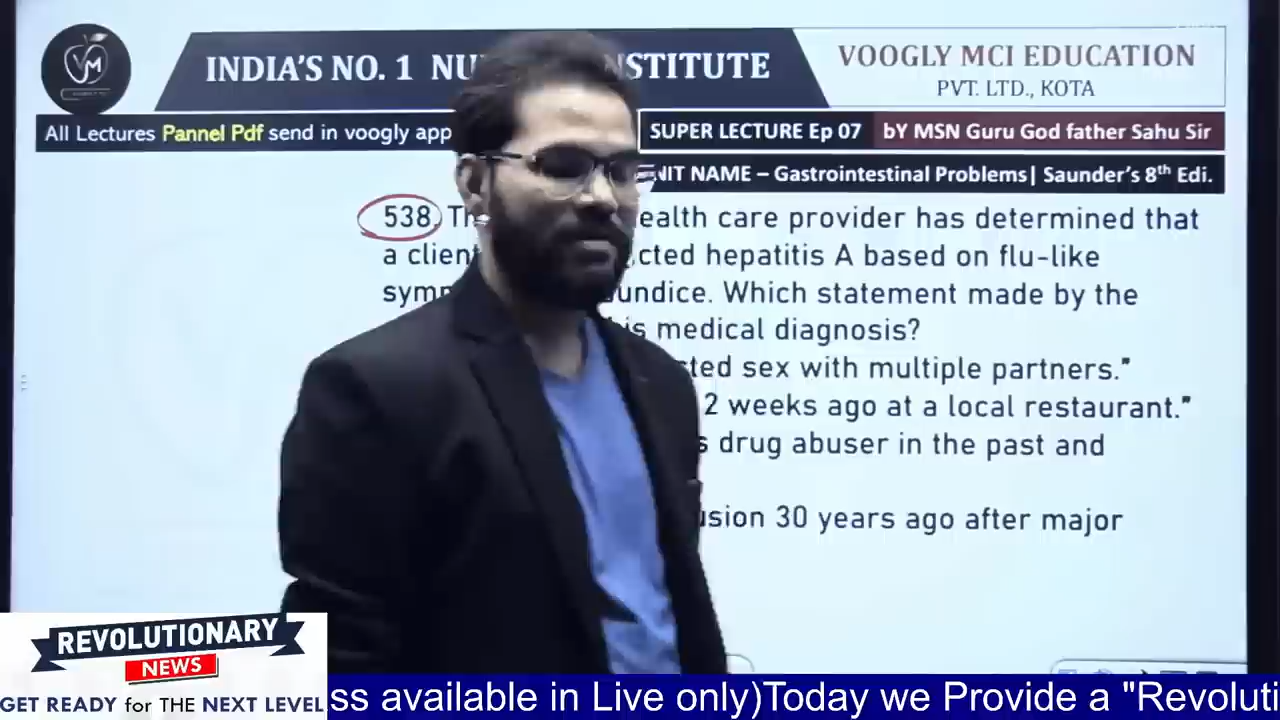 VM
INDIA'S NO. 1 NU STITUTE
VOOGLY MCI EDUCATION
PVT. LTD., KOTA
All Lectures Pannel Pdf send in voogly app
SUPER LECTURE Ep 07 bY MSN Guru God father Sahu Sir
NIT NAME – Gastrointestinal Problems| Saunder's 8th Edi.
538. Th ealth care provider has determined that
a client cted hepatitis A based on flu-like
symp undice. Which statement made by the
is medical diagnosis?
ted sex with multiple partners."
2 weeks ago at a local restaurant."
s drug abuser in the past and
usion 30 years ago after major
REVOLUTIONARY
NEWS
GET READY for THE NEXT LEVEL
ss available in Live only)Today we Provide a "Revoluti